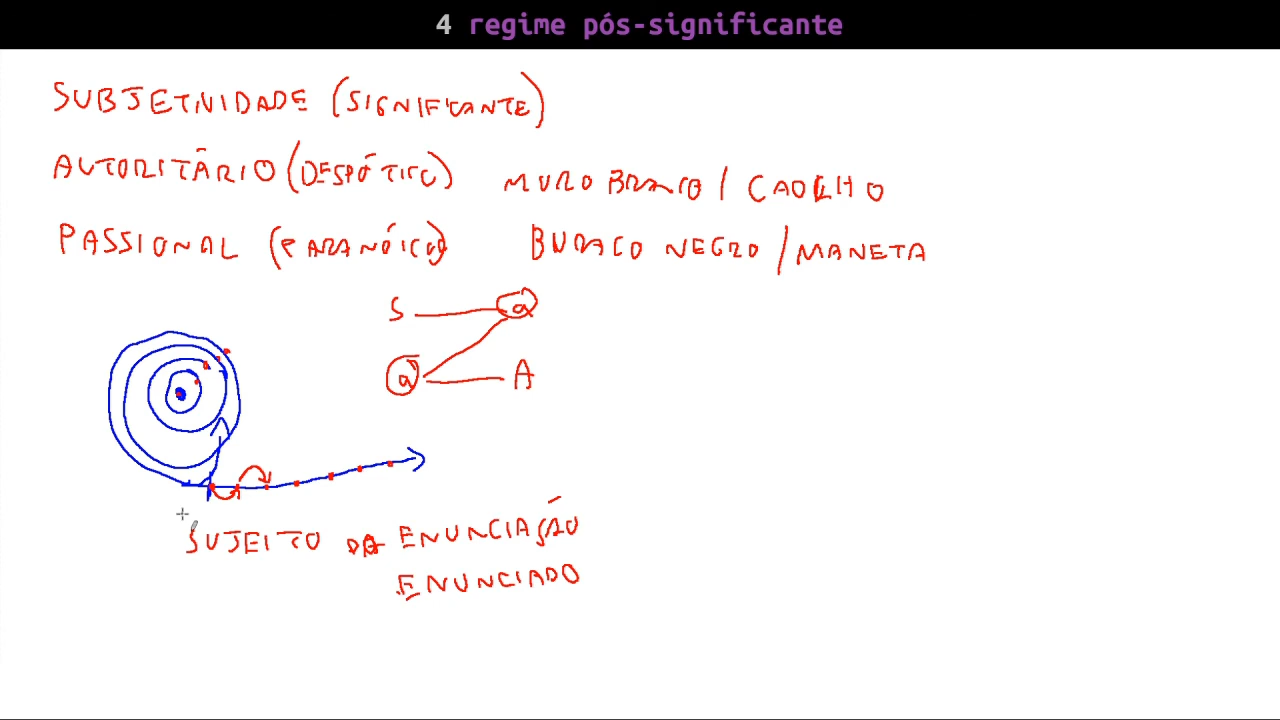 4 regime pós-significante
SUBJETIVIDADE (SIGNIFICANTE)
AUTORITÁRIO (DESPÓTICO)
MURO BRANCO / CAOLHO
PASSIONAL (PARANÓICO)
BURACO NEGRO / MANETA
S a
a' A
SUJEITO DA ENUNCIAÇÃO
ENUNCIADO